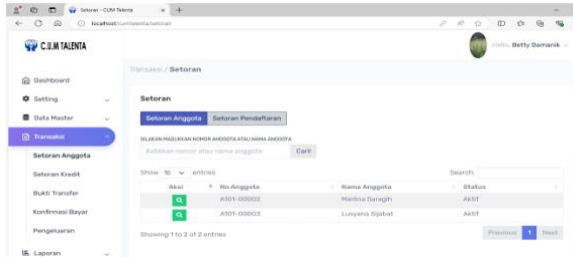 Setoran - CUM Talenta
localhost/cumtalenta/setoran
C.U.M TALENTA
Hello, Betty Damanik
Transaksi / Setoran
Dashboard
Setting
Data Master
Transaksi
Setoran Anggota
Setoran Kredit
Bukti Transfer
Konfirmasi Bayar
Pengeluaran
Laporan
Setoran
Setoran Anggota Setoran Pendaftaran
SILAKAN MASUKKAN NOMOR ANGGOTA ATAU NAMA ANGGOTA
Ketikkan nomor atau nama anggota Cari!
Show 10 entries Search:
Aksi No Anggota Nama Anggota Status
A101-00002 Martina Saragih Aktif
A101-00003 Lusyana Sijabat Aktif
Showing 1 to 2 of 2 entries
Previous 1 Next